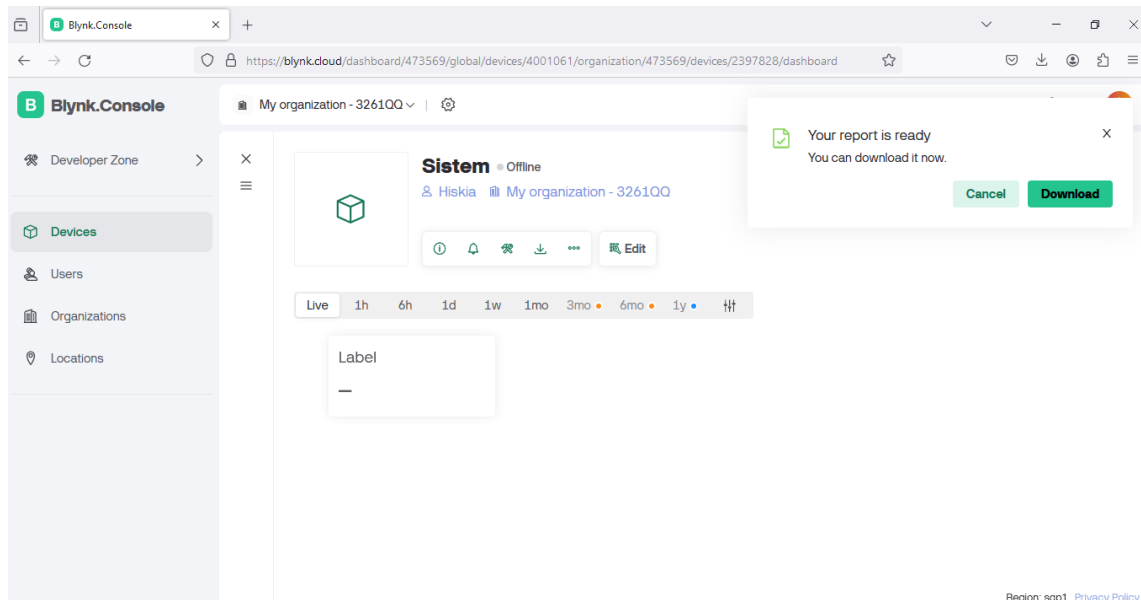 Blynk.Console
https://blynk.cloud/dashboard/473569/global/devices/4001061/organization/473569/devices/2397828/dashboard
B Blynk.Console
My organization - 3261QQ
Your report is ready
You can download it now.
Cancel Download
Developer Zone
Devices
Users
Organizations
Locations
Sistem Offline
Hiskia My organization - 3261QQ
Edit
Live 1h 6h 1d 1w 1mo 3mo 6mo 1y
Label
–
Region: sgp1 Privacy Policy